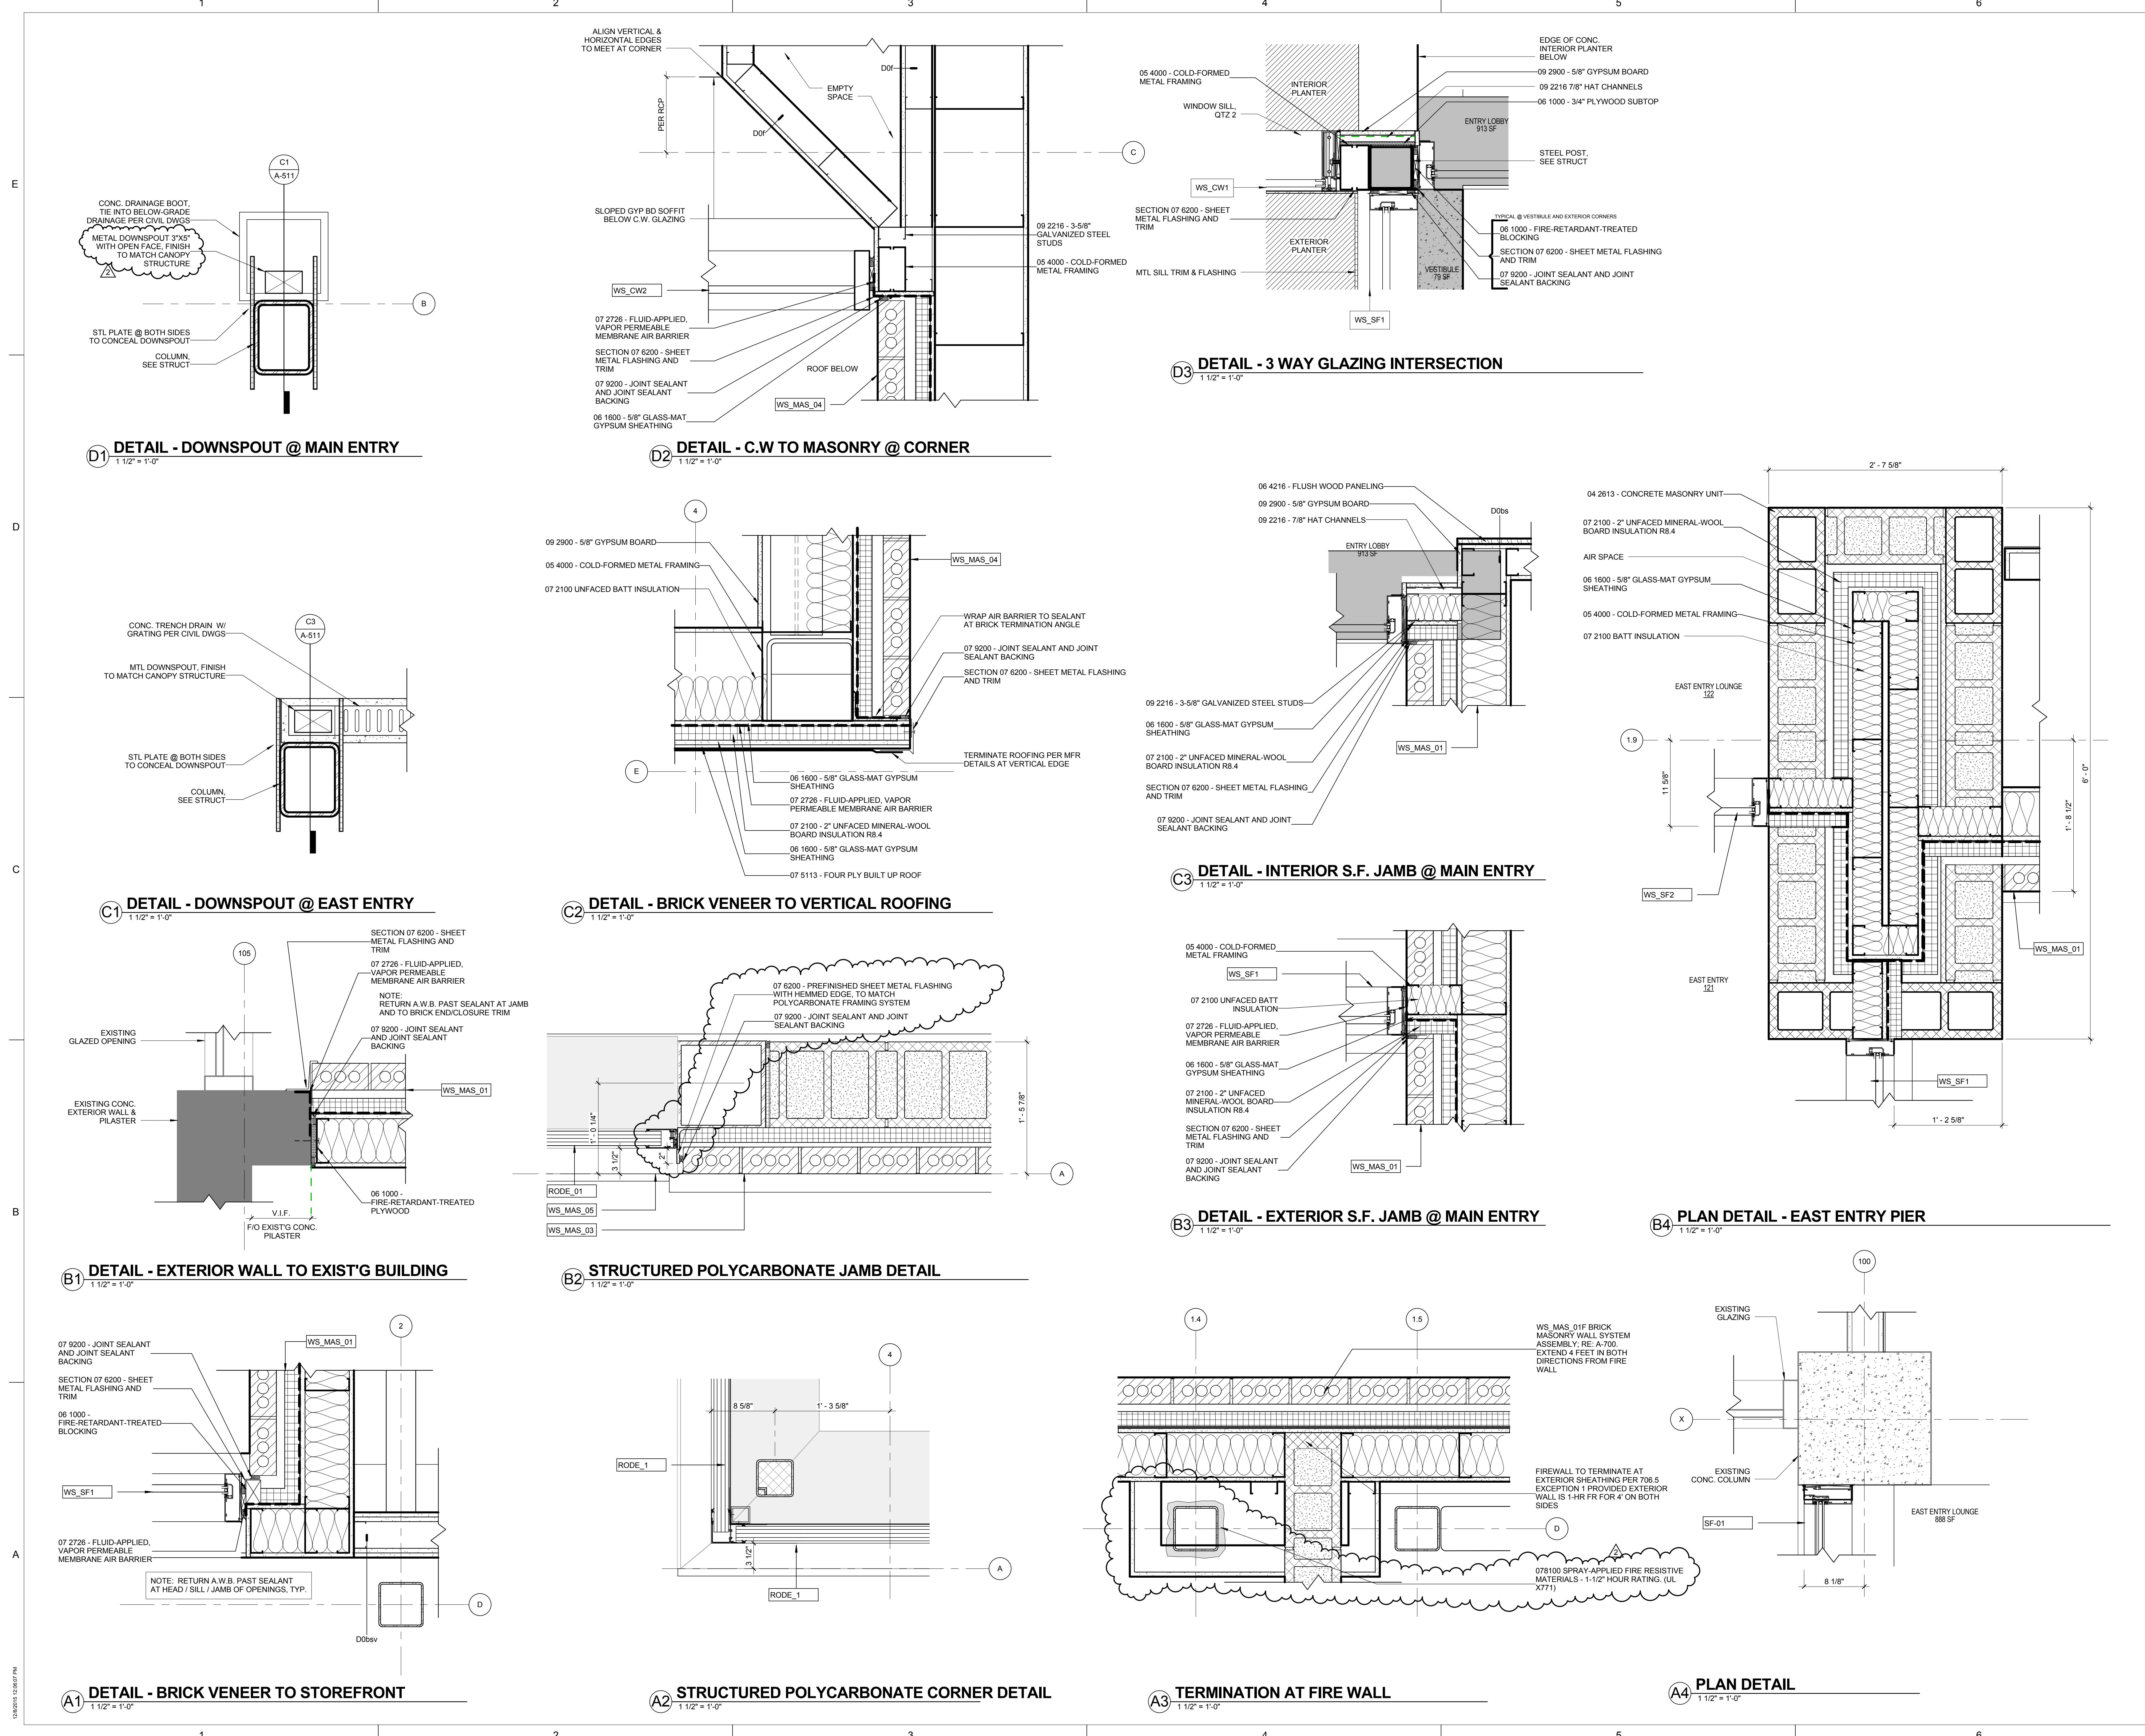 1
2
3
4
5
6
E
D
C
B
A
C1
A-511
CONC. DRAINAGE BOOT,
TIE INTO BELOW-GRADE
DRAINAGE PER CIVIL DWGS
METAL DOWNSPOUT 3"X5"
WITH OPEN FACE, FINISH
TO MATCH CANOPY
STRUCTURE
2
B
STL PLATE @ BOTH SIDES
TO CONCEAL DOWNSPOUT
COLUMN,
SEE STRUCT
D1 DETAIL - DOWNSPOUT @ MAIN ENTRY
1 1/2" = 1'-0"
ALIGN VERTICAL &
HORIZONTAL EDGES
TO MEET AT CORNER
PER RCP
D0f
EMPTY
SPACE
D0f
C
SLOPED GYP BD SOFFIT
BELOW C.W. GLAZING
09 2216 - 3-5/8"
GALVANIZED STEEL
STUDS
05 4000 - COLD-FORMED
METAL FRAMING
WS_CW2
07 2726 - FLUID-APPLIED,
VAPOR PERMEABLE
MEMBRANE AIR BARRIER
SECTION 07 6200 - SHEET
METAL FLASHING AND
TRIM
07 9200 - JOINT SEALANT
AND JOINT SEALANT
BACKING
06 1600 - 5/8" GLASS-MAT
GYPSUM SHEATHING
ROOF BELOW
WS_MAS_04
D2 DETAIL - C.W TO MASONRY @ CORNER
1 1/2" = 1'-0"
EDGE OF CONC.
INTERIOR PLANTER
BELOW
05 4000 - COLD-FORMED
METAL FRAMING
09 2900 - 5/8" GYPSUM BOARD
09 2216 7/8" HAT CHANNELS
06 1000 - 3/4" PLYWOOD SUBTOP
INTERIOR
PLANTER
WINDOW SILL,
QTZ 2
ENTRY LOBBY
913 SF
STEEL POST,
SEE STRUCT
WS_CW1
SECTION 07 6200 - SHEET
METAL FLASHING AND
TRIM
TYPICAL @ VESTIBULE AND EXTERIOR CORNERS
06 1000 - FIRE-RETARDANT-TREATED
BLOCKING
SECTION 07 6200 - SHEET METAL FLASHING
AND TRIM
07 9200 - JOINT SEALANT AND JOINT
SEALANT BACKING
EXTERIOR
PLANTER
VESTIBULE
79 SF
MTL SILL TRIM & FLASHING
WS_SF1
D3 DETAIL - 3 WAY GLAZING INTERSECTION
1 1/2" = 1'-0"
C3
A-511
CONC. TRENCH DRAIN W/
GRATING PER CIVIL DWGS
MTL DOWNSPOUT, FINISH
TO MATCH CANOPY STRUCTURE
STL PLATE @ BOTH SIDES
TO CONCEAL DOWNSPOUT
COLUMN,
SEE STRUCT
C1 DETAIL - DOWNSPOUT @ EAST ENTRY
1 1/2" = 1'-0"
4
09 2900 - 5/8" GYPSUM BOARD
05 4000 - COLD-FORMED METAL FRAMING
07 2100 UNFACED BATT INSULATION
WS_MAS_04
WRAP AIR BARRIER TO SEALANT
AT BRICK TERMINATION ANGLE
07 9200 - JOINT SEALANT AND JOINT
SEALANT BACKING
SECTION 07 6200 - SHEET METAL FLASHING
AND TRIM
TERMINATE ROOFING PER MFR
DETAILS AT VERTICAL EDGE
E
06 1600 - 5/8" GLASS-MAT GYPSUM
SHEATHING
07 2726 - FLUID-APPLIED, VAPOR
PERMEABLE MEMBRANE AIR BARRIER
07 2100 - 2" UNFACED MINERAL-WOOL
BOARD INSULATION R8.4
06 1600 - 5/8" GLASS-MAT GYPSUM
SHEATHING
07 5113 - FOUR PLY BUILT UP ROOF
C2 DETAIL - BRICK VENEER TO VERTICAL ROOFING
1 1/2" = 1'-0"
06 4216 - FLUSH WOOD PANELING
09 2900 - 5/8" GYPSUM BOARD
09 2216 - 7/8" HAT CHANNELS
D0bs
ENTRY LOBBY
913 SF
09 2216 - 3-5/8" GALVANIZED STEEL STUDS
06 1600 - 5/8" GLASS-MAT GYPSUM
SHEATHING
07 2100 - 2" UNFACED MINERAL-WOOL
BOARD INSULATION R8.4
SECTION 07 6200 - SHEET METAL FLASHING
AND TRIM
07 9200 - JOINT SEALANT AND JOINT
SEALANT BACKING
WS_MAS_01
C3 DETAIL - INTERIOR S.F. JAMB @ MAIN ENTRY
1 1/2" = 1'-0"
2' - 7 5/8"
04 2613 - CONCRETE MASONRY UNIT
07 2100 - 2" UNFACED MINERAL-WOOL
BOARD INSULATION R8.4
AIR SPACE
06 1600 - 5/8" GLASS-MAT GYPSUM
SHEATHING
05 4000 - COLD-FORMED METAL FRAMING
07 2100 BATT INSULATION
EAST ENTRY LOUNGE
122
1.9
11 5/8"
6' - 0"
1' - 8 1/2"
WS_SF2
WS_MAS_01
EAST ENTRY
121
WS_SF1
1' - 2 5/8"
B4 PLAN DETAIL - EAST ENTRY PIER
1 1/2" = 1'-0"
105
SECTION 07 6200 - SHEET
METAL FLASHING AND
TRIM
07 2726 - FLUID-APPLIED,
VAPOR PERMEABLE
MEMBRANE AIR BARRIER
NOTE:
RETURN A.W.B. PAST SEALANT AT JAMB
AND TO BRICK END/CLOSURE TRIM
07 9200 - JOINT SEALANT
AND JOINT SEALANT
BACKING
EXISTING
GLAZED OPENING
WS_MAS_01
EXISTING CONC.
EXTERIOR WALL &
PILASTER
06 1000 -
FIRE-RETARDANT-TREATED
PLYWOOD
V.I.F.
F/O EXIST'G CONC.
PILASTER
B1 DETAIL - EXTERIOR WALL TO EXIST'G BUILDING
1 1/2" = 1'-0"
07 6200 - PREFINISHED SHEET METAL FLASHING
WITH HEMMED EDGE, TO MATCH
POLYCARBONATE FRAMING SYSTEM
07 9200 - JOINT SEALANT AND JOINT
SEALANT BACKING
1' - 0 1/4"
3 1/2"
2"
1' - 5 7/8"
A
RODE_01
WS_MAS_05
WS_MAS_03
B2 STRUCTURED POLYCARBONATE JAMB DETAIL
1 1/2" = 1'-0"
05 4000 - COLD-FORMED
METAL FRAMING
WS_SF1
07 2100 UNFACED BATT
INSULATION
07 2726 - FLUID-APPLIED,
VAPOR PERMEABLE
MEMBRANE AIR BARRIER
06 1600 - 5/8" GLASS-MAT
GYPSUM SHEATHING
07 2100 - 2" UNFACED
MINERAL-WOOL BOARD
INSULATION R8.4
SECTION 07 6200 - SHEET
METAL FLASHING AND
TRIM
07 9200 - JOINT SEALANT
AND JOINT SEALANT
BACKING
WS_MAS_01
B3 DETAIL - EXTERIOR S.F. JAMB @ MAIN ENTRY
1 1/2" = 1'-0"
2
07 9200 - JOINT SEALANT
AND JOINT SEALANT
BACKING
WS_MAS_01
SECTION 07 6200 - SHEET
METAL FLASHING AND
TRIM
06 1000 -
FIRE-RETARDANT-TREATED
BLOCKING
WS_SF1
07 2726 - FLUID-APPLIED,
VAPOR PERMEABLE
MEMBRANE AIR BARRIER
NOTE: RETURN A.W.B. PAST SEALANT
AT HEAD / SILL / JAMB OF OPENINGS, TYP.
D
D0bsv
A1 DETAIL - BRICK VENEER TO STOREFRONT
1 1/2" = 1'-0"
4
8 5/8"
1' - 3 5/8"
RODE_1
3 1/2"
A
RODE_1
A2 STRUCTURED POLYCARBONATE CORNER DETAIL
1 1/2" = 1'-0"
1.4
1.5
WS_MAS_01F BRICK
MASONRY WALL SYSTEM
ASSEMBLY; RE: A-700.
EXTEND 4 FEET IN BOTH
DIRECTIONS FROM FIRE
WALL
FIREWALL TO TERMINATE AT
EXTERIOR SHEATHING PER 706.5
EXCEPTION 1 PROVIDED EXTERIOR
WALL IS 1-HR FR FOR 4' ON BOTH
SIDES
D
2
078100 SPRAY-APPLIED FIRE RESISTIVE
MATERIALS - 1-1/2" HOUR RATING. (UL
X771)
A3 TERMINATION AT FIRE WALL
1 1/2" = 1'-0"
100
EXISTING
GLAZING
X
EXISTING
CONC. COLUMN
EAST ENTRY LOUNGE
888 SF
SF-01
8 1/8"
A4 PLAN DETAIL
1 1/2" = 1'-0"
12/8/2015 12:06:07 PM
1
2
3
4
5
6